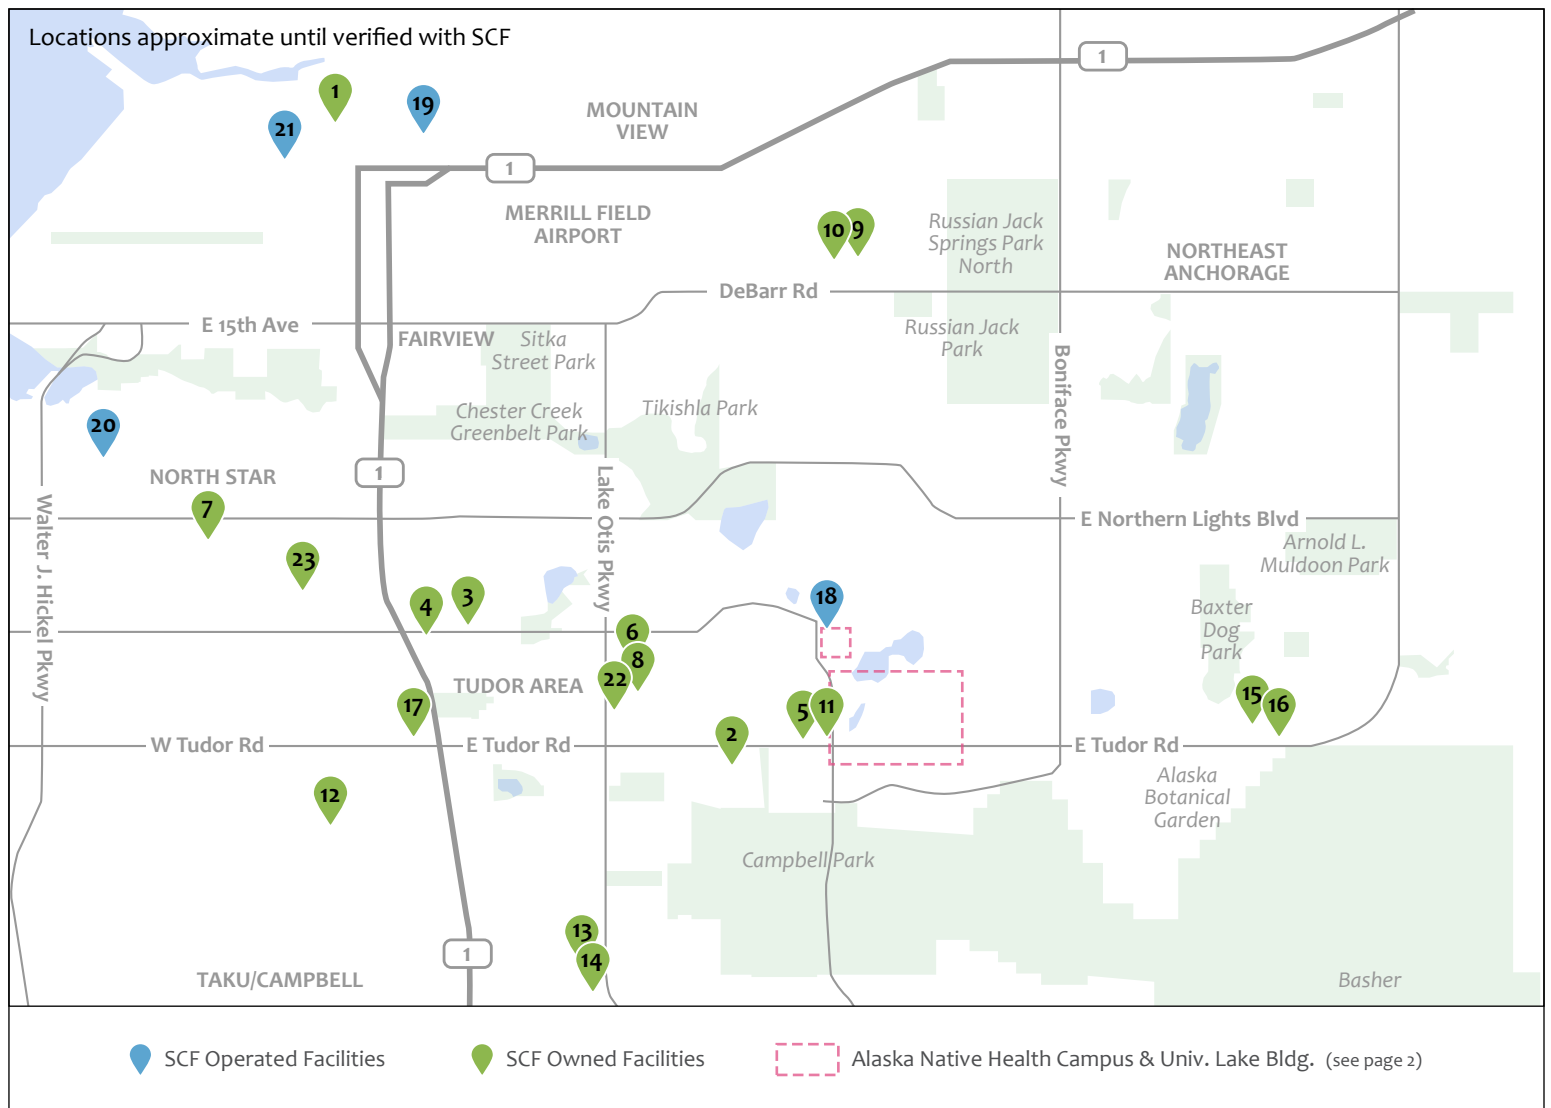 Locations approximate until verified with SCF
1
1
19
21
MOUNTAIN
VIEW
1
MERRILL FIELD
AIRPORT
10
9
Russian Jack
Springs Park
North
NORTHEAST
ANCHORAGE
DeBarr Rd
E 15th Ave
FAIRVIEW
Sitka
Street Park
Russian Jack
Park
Boniface Pkwy
Chester Creek
Greenbelt Park
Tikishla Park
20
NORTH STAR
1
Lake Otis Pkwy
Walter J. Hickel Pkwy
7
E Northern Lights Blvd
Arnold L.
Muldoon Park
23
4
3
18
Baxter
Dog
Park
6
8
22
TUDOR AREA
17
5
11
15
16
2
W Tudor Rd
E Tudor Rd
E Tudor Rd
12
Alaska
Botanical
Garden
Campbell Park
13
14
1
TAKU/CAMPBELL
Basher
SCF Operated Facilities
SCF Owned Facilities
Alaska Native Health Campus & Univ. Lake Bldg. (see page 2)